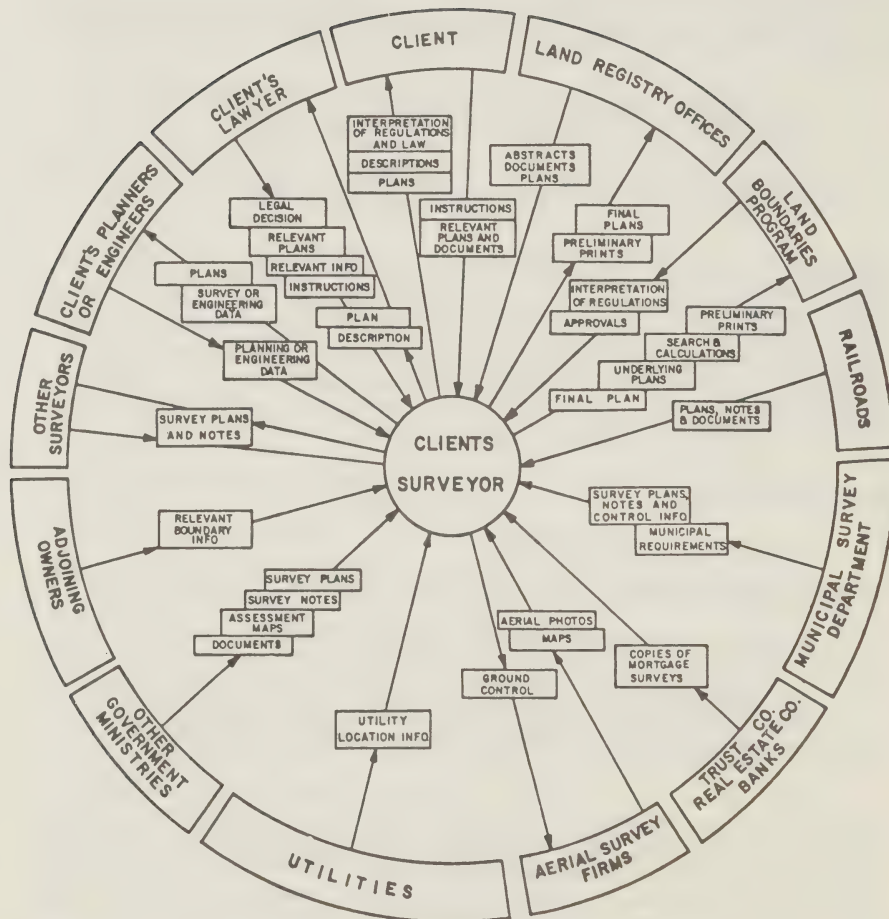 CLIENT
LAND REGISTRY OFFICES
LAND
BOUNDARIES
PROGRAM
RAILROADS
MUNICIPAL SURVEY
DEPARTMENT
TRUST CO.
REAL ESTATE CO.
BANKS
AERIAL SURVEY
FIRMS
UTILITIES
OTHER
GOVERNMENT
MINISTRIES
ADJOINING
OWNERS
OTHER
SURVEYORS
CLIENT'S PLANNERS
OR ENGINEERS
CLIENT'S
LAWYER
INTERPRETATION
OF REGULATIONS
AND LAW
DESCRIPTIONS
PLANS
INSTRUCTIONS
RELEVANT
PLANS AND
DOCUMENTS
ABSTRACTS
DOCUMENTS
PLANS
FINAL
PLANS
PRELIMINARY
PRINTS
INTERPRETATION
OF REGULATIONS
APPROVALS
PRELIMINARY
PRINTS
SEARCH &
CALCULATIONS
UNDERLYING
PLANS
FINAL PLAN
PLANS, NOTES
& DOCUMENTS
LEGAL
DECISION
RELEVANT
PLANS
RELEVANT INFO
INSTRUCTIONS
PLAN
DESCRIPTION
PLANS
SURVEY OR
ENGINEERING
DATA
PLANNING OR
ENGINEERING
DATA
SURVEY PLANS
AND NOTES
CLIENTS
SURVEYOR
SURVEY PLANS,
NOTES AND
CONTROL INFO
MUNICIPAL
REQUIREMENTS
RELEVANT
BOUNDARY
INFO
SURVEY PLANS
SURVEY NOTES
ASSESSMENT
MAPS
DOCUMENTS
AERIAL PHOTOS
MAPS
COPIES OF
MORTGAGE
SURVEYS
GROUND
CONTROL
UTILITY
LOCATION INFO